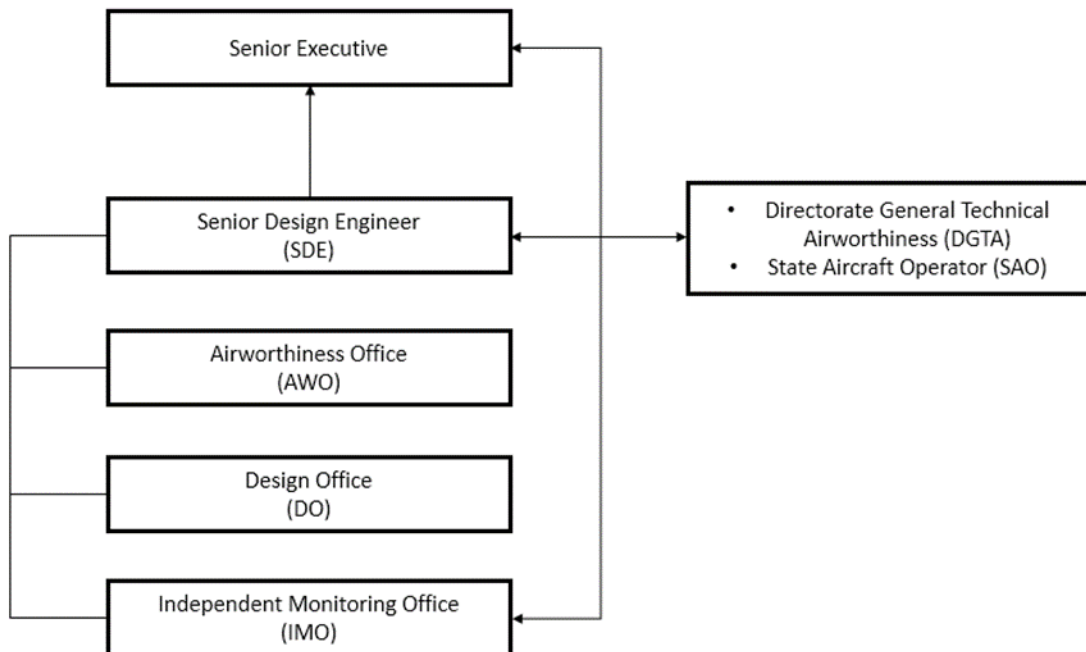 Senior Executive
Senior Design Engineer
(SDE)
• Directorate General Technical
Airworthiness (DGTA)
• State Aircraft Operator (SAO)
Airworthiness Office
(AWO)
Design Office
(DO)
Independent Monitoring Office
(IMO)